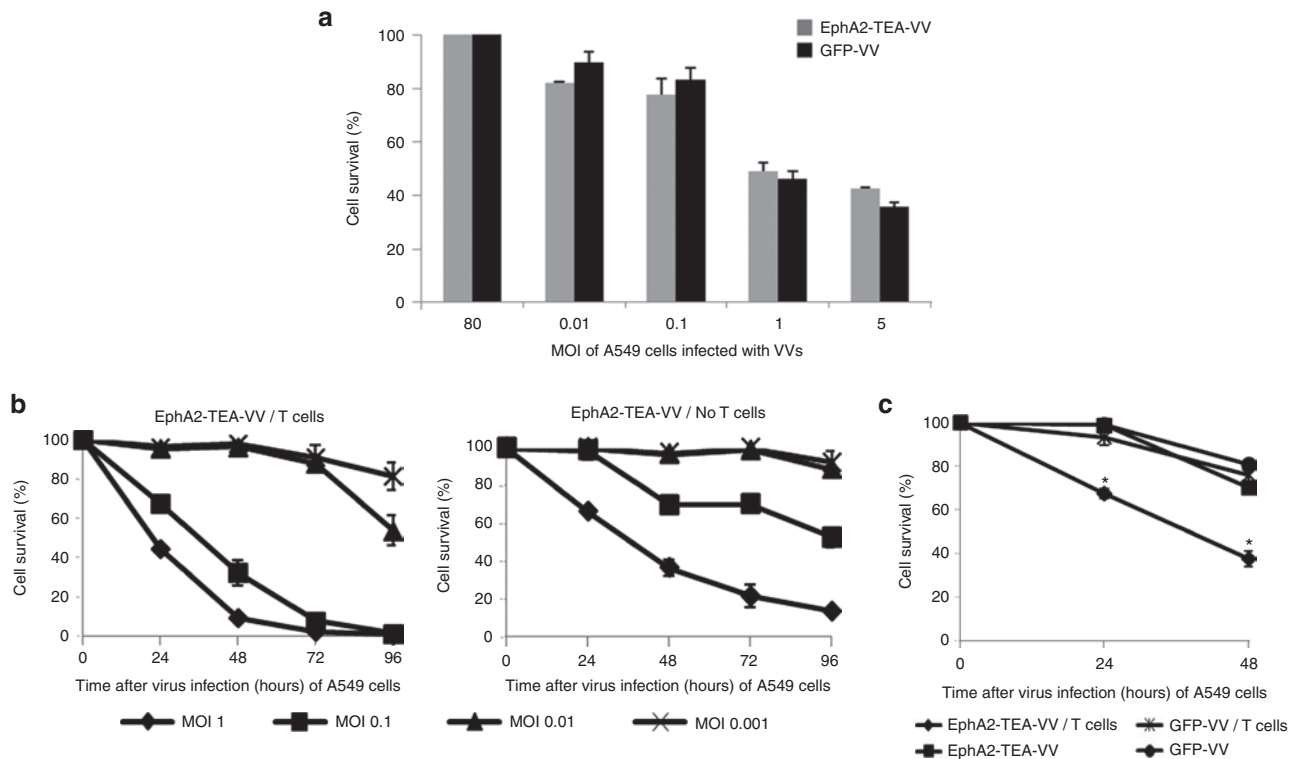 a
EphA2-TEA-VV
GFP-VV
100
80
60
40
20
0
Cell survival (%)
80
0.01
0.1
1
5
MOI of A549 cells infected with VVs
b
EphA2-TEA-VV / T cells
100
80
60
40
20
0
Cell survival (%)
0
24
48
72
96
Time after virus infection (hours) of A549 cells
EphA2-TEA-VV / No T cells
100
80
60
40
20
0
Cell survival (%)
0
24
48
72
96
Time after virus infection (hours) of A549 cells
MOI 1
MOI 0.1
MOI 0.01
MOI 0.001
c
100
80
60
40
20
0
Cell survival (%)
*
*
0
24
48
Time after virus infection (hours) of A549 cells
EphA2-TEA-VV / T cells
GFP-VV / T cells
EphA2-TEA-VV
GFP-VV